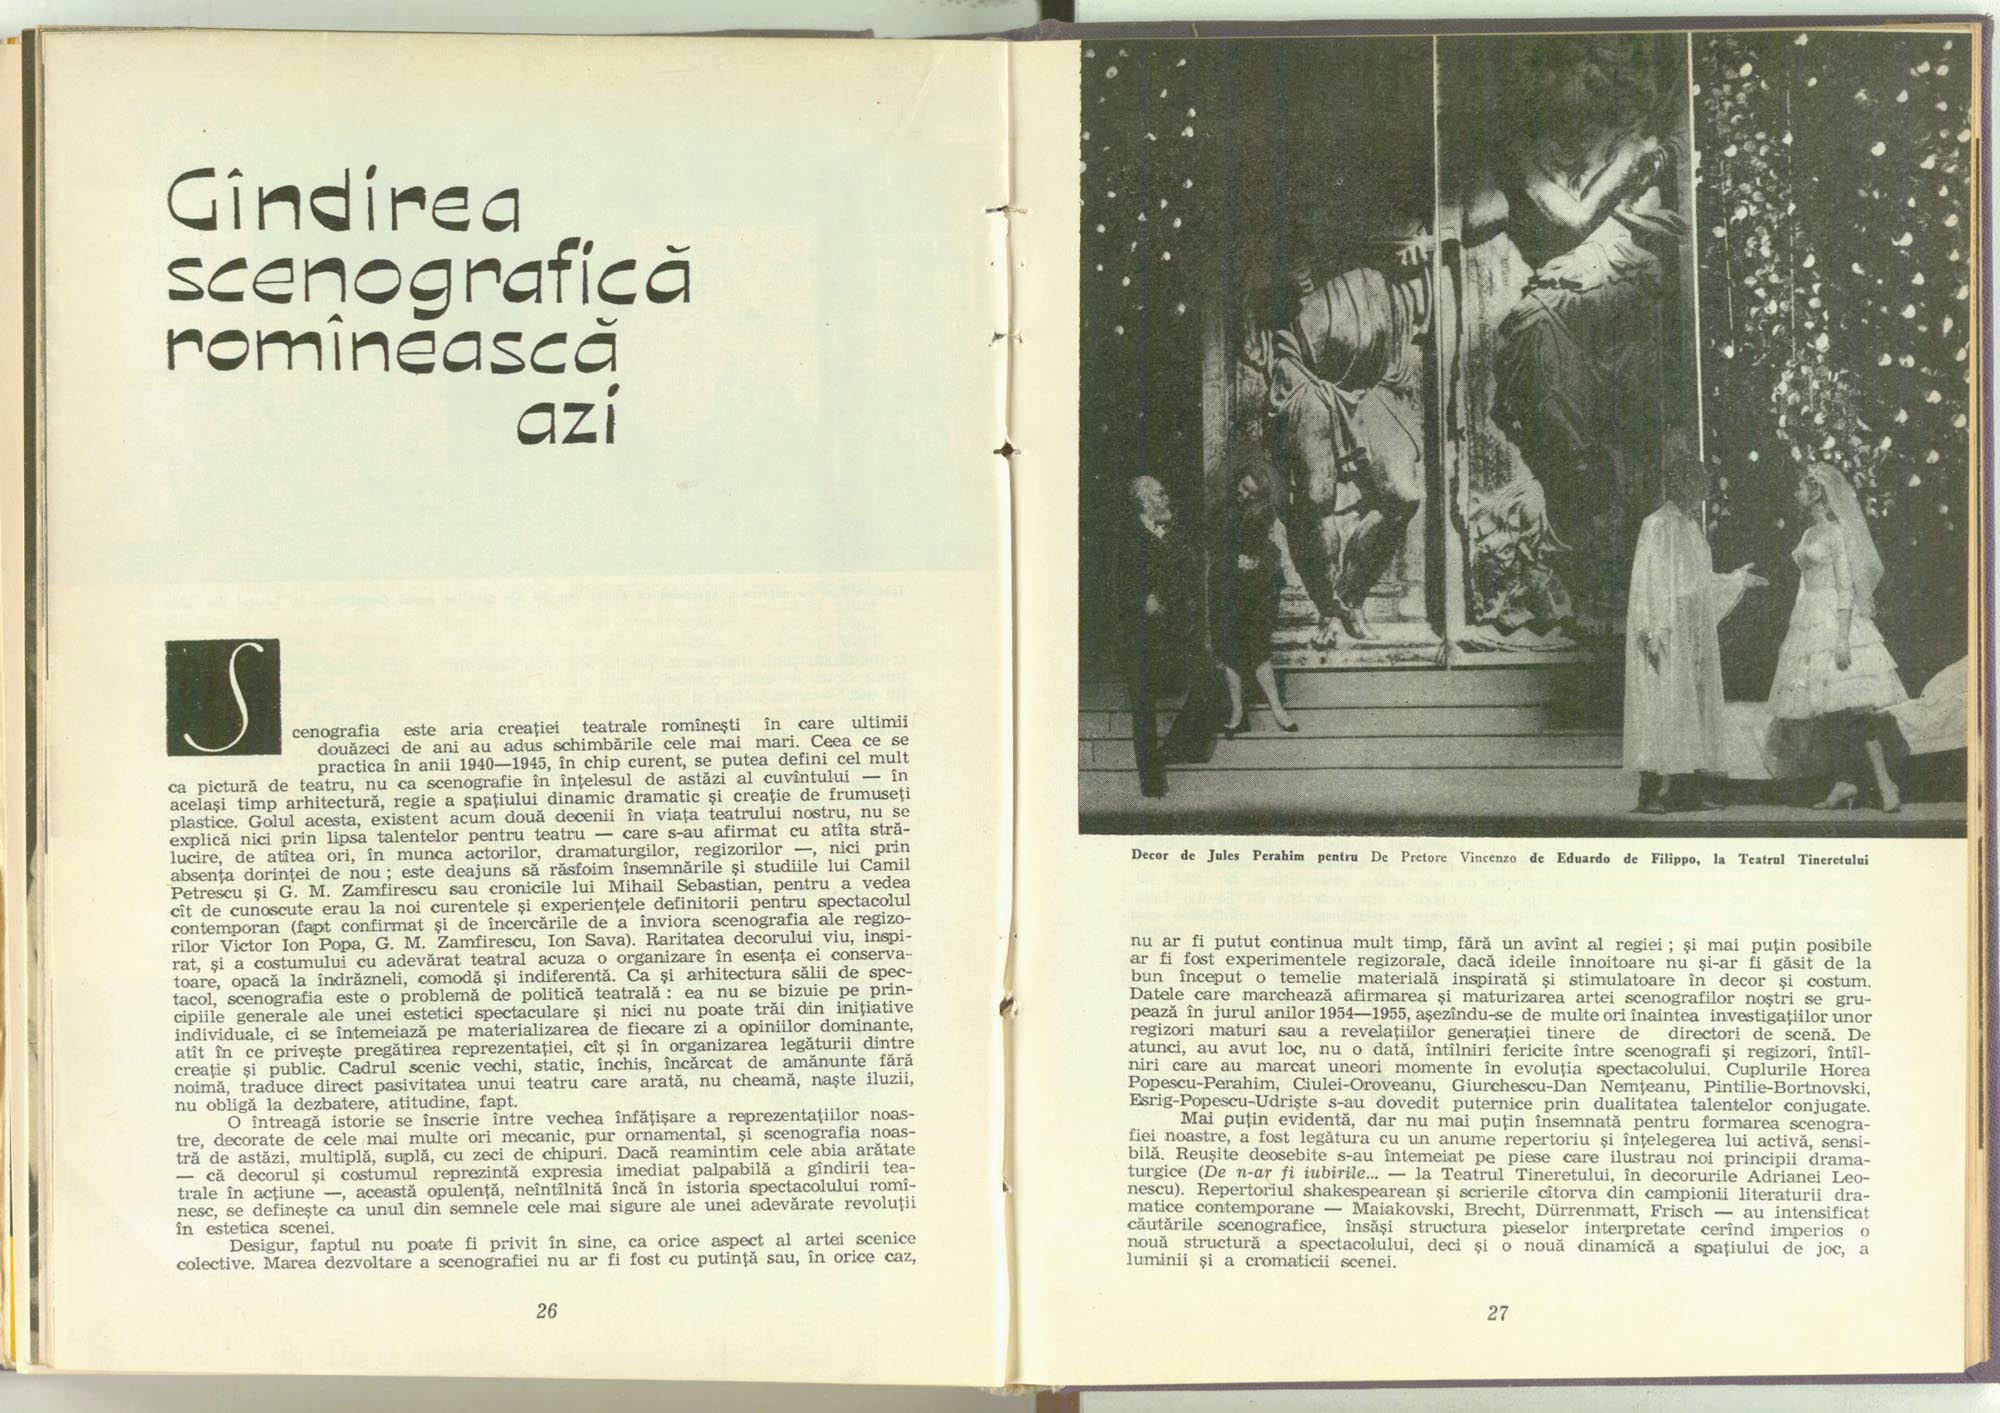 Gîndirea
scenografică
romînească
azi
Scenografia este aria creației teatrale romînești în care ultimii
douăzeci de ani au adus schimbările cele mai mari. Ceea ce se
practica în anii 1940—1945, în chip curent, se putea defini cel mult
ca pictură de teatru, nu ca scenografie în înțelesul de astăzi al cuvîntului — în
același timp arhitectură, regie a spațiului dinamic dramatic și creație de frumuseți
plastice. Golul acesta, existent acum două decenii în viața teatrului nostru, nu se
explică nici prin lipsa talentelor pentru teatru — care s-au afirmat cu atîta stră-
lucire, de atîtea ori, în munca actorilor, dramaturgilor, regizorilor —, nici prin
absența dorinței de nou ; este deajuns să răsfoim însemnările și studiile lui Camil
Petrescu și G. M. Zamfirescu sau cronicile lui Mihail Sebastian, pentru a vedea
cît de cunoscute erau la noi curentele și experiențele definitorii pentru spectacolul
contemporan (fapt confirmat și de încercările de a înviora scenografia ale regizo-
rilor Victor Ion Popa, G. M. Zamfirescu, Ion Sava). Raritatea decorului viu, inspi-
rat, și a costumului cu adevărat teatral acuza o organizare în esența ei conserva-
toare, opacă la îndrăzneli, comodă și indiferentă. Ca și arhitectura sălii de spec-
tacol, scenografia este o problemă de politică teatrală : ea nu se bizuie pe prin-
cipiile generale ale unei estetici spectaculare și nici nu poate trăi din inițiative
individuale, ci se întemeiază pe materializarea de fiecare zi a opiniilor dominante,
atît în ce privește pregătirea reprezentației, cît și în organizarea legăturii dintre
creație și public. Cadrul scenic vechi, static, închis, încărcat de amănunte fără
noimă, traduce direct pasivitatea unui teatru care arată, nu cheamă, naște iluzii,
nu obligă la dezbatere, atitudine, fapt.
O întreagă istorie se înscrie între vechea înfățișare a reprezentațiilor noas-
tre, decorate de cele mai multe ori mecanic, pur ornamental, și scenografia noas-
tră de astăzi, multiplă, suplă, cu zeci de chipuri. Dacă reamintim cele abia arătate
— că decorul și costumul reprezintă expresia imediat palpabilă a gîndirii tea-
trale în acțiune —, această opulență, neîntîlnită încă în istoria spectacolului romî-
nesc, se definește ca unul din semnele cele mai sigure ale unei adevărate revoluții
în estetica scenei.
Desigur, faptul nu poate fi privit în sine, ca orice aspect al artei scenice
colective. Marea dezvoltare a scenografiei nu ar fi fost cu putință sau, în orice caz,
26
Decor de Jules Perahim pentru De Pretore Vincenzo de Eduardo de Filippo, la Teatrul Tineretului
nu ar fi putut continua mult timp, fără un avînt al regiei ; și mai puțin posibile
ar fi fost experimentele regizorale, dacă ideile înnoitoare nu și-ar fi găsit de la
bun început o temelie materială inspirată și stimulatoare în decor și costum.
Datele care marchează afirmarea și maturizarea artei scenografilor noștri se gru-
pează în jurul anilor 1954—1955, așezîndu-se de multe ori înaintea investigațiilor unor
regizori maturi sau a revelațiilor generației tinere de directori de scenă. De
atunci, au avut loc, nu o dată, întîlniri fericite între scenografi și regizori, întîl-
niri care au marcat uneori momente în evoluția spectacolului. Cuplurile Horea
Popescu-Perahim, Ciulei-Oroveanu, Giurchescu-Dan Nemțeanu, Pintilie-Bortnovski,
Esrig-Popescu-Udriște s-au dovedit puternice prin dualitatea talentelor conjugate.
Mai puțin evidentă, dar nu mai puțin însemnată pentru formarea scenogra-
fiei noastre, a fost legătura cu un anume repertoriu și înțelegerea lui activă, sensi-
bilă. Reușite deosebite s-au întemeiat pe piese care ilustrau noi principii drama-
turgice (De n-ar fi iubirile... — la Teatrul Tineretului, în decorurile Adrianei Leo-
nescu). Repertoriul shakespearean și scrierile cîtorva din campionii literaturii dra-
matice contemporane — Maiakovski, Brecht, Dürrenmatt, Frisch — au intensificat
căutările scenografice, însăși structura pieselor interpretate cerînd imperios o
nouă structură a spectacolului, deci și o nouă dinamică a spațiului de joc, a
luminii și a cromaticii scenei.
27